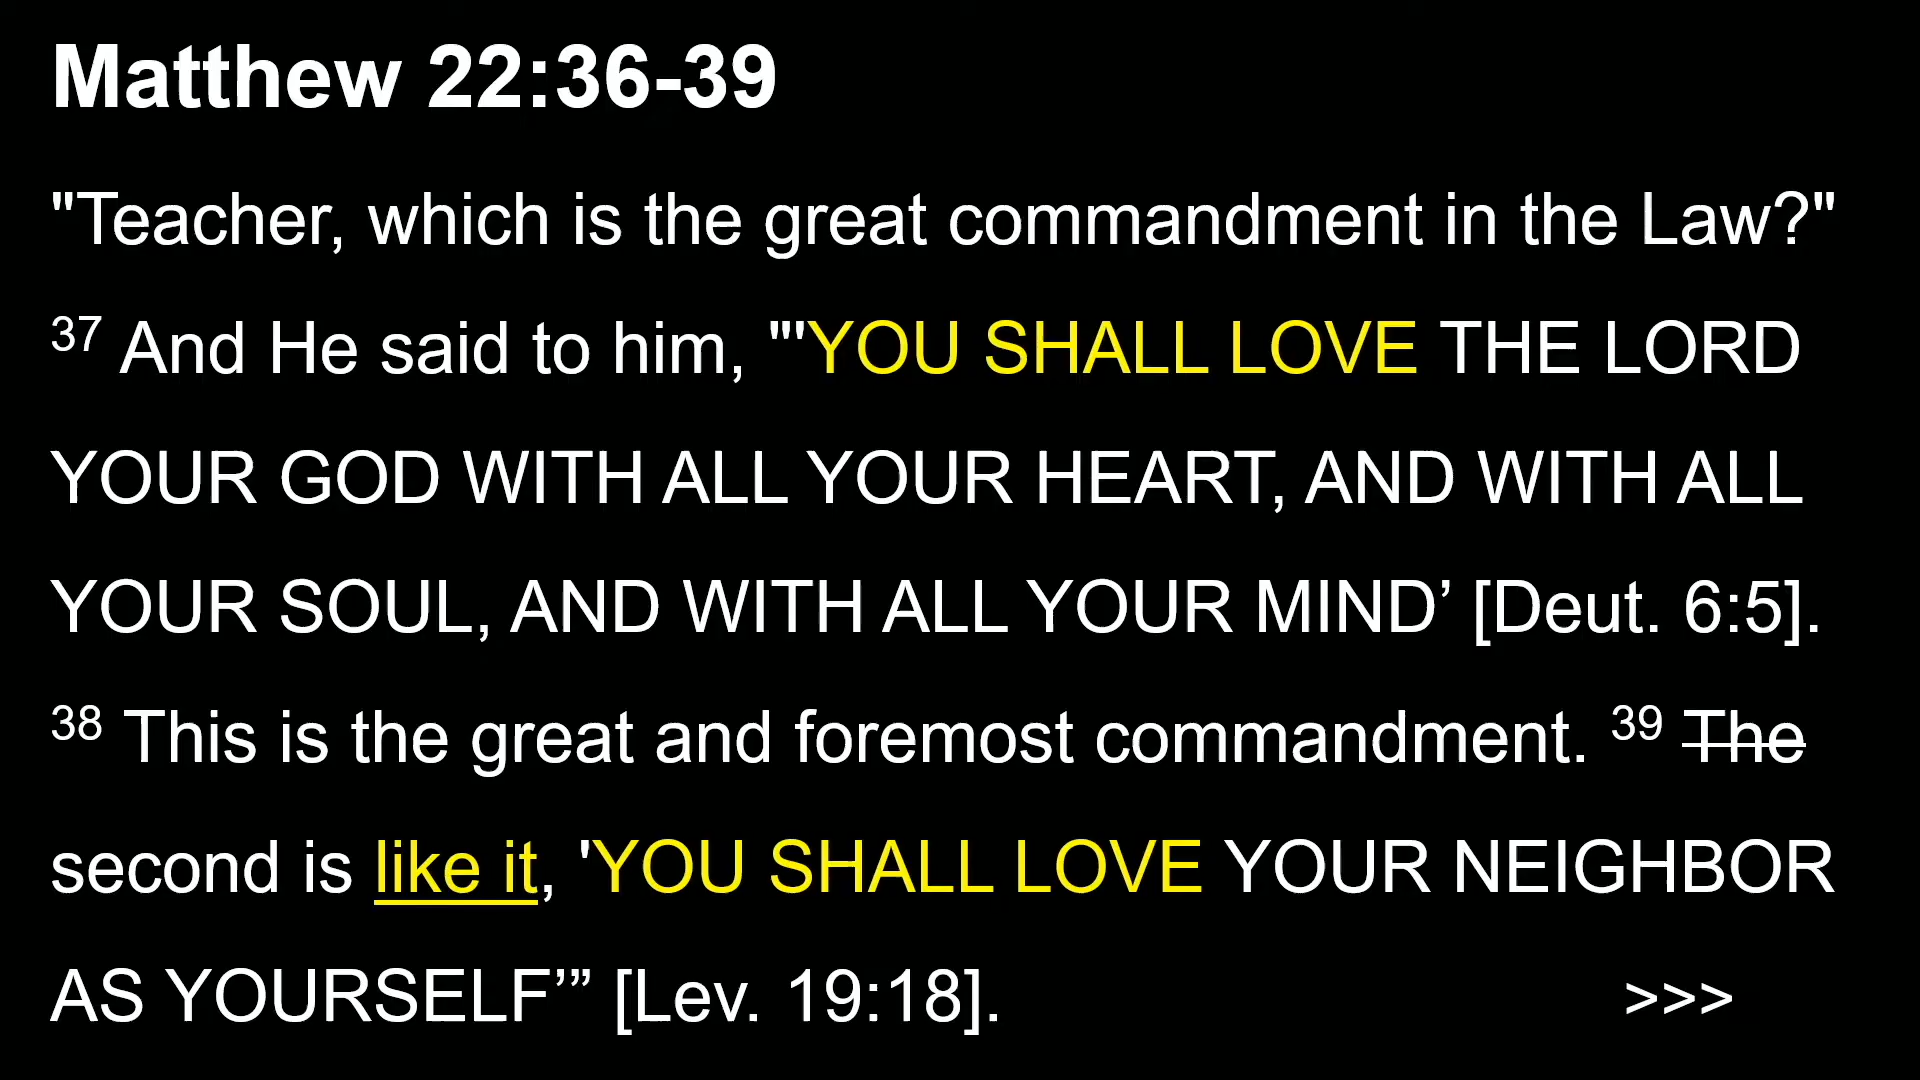 Matthew 22:36-39
"Teacher, which is the great commandment in the Law?"
37 And He said to him, "'YOU SHALL LOVE THE LORD
YOUR GOD WITH ALL YOUR HEART, AND WITH ALL
YOUR SOUL, AND WITH ALL YOUR MIND’ [Deut. 6:5].
38 This is the great and foremost commandment. 39 The
second is like it, 'YOU SHALL LOVE YOUR NEIGHBOR
AS YOURSELF’” [Lev. 19:18]. >>>